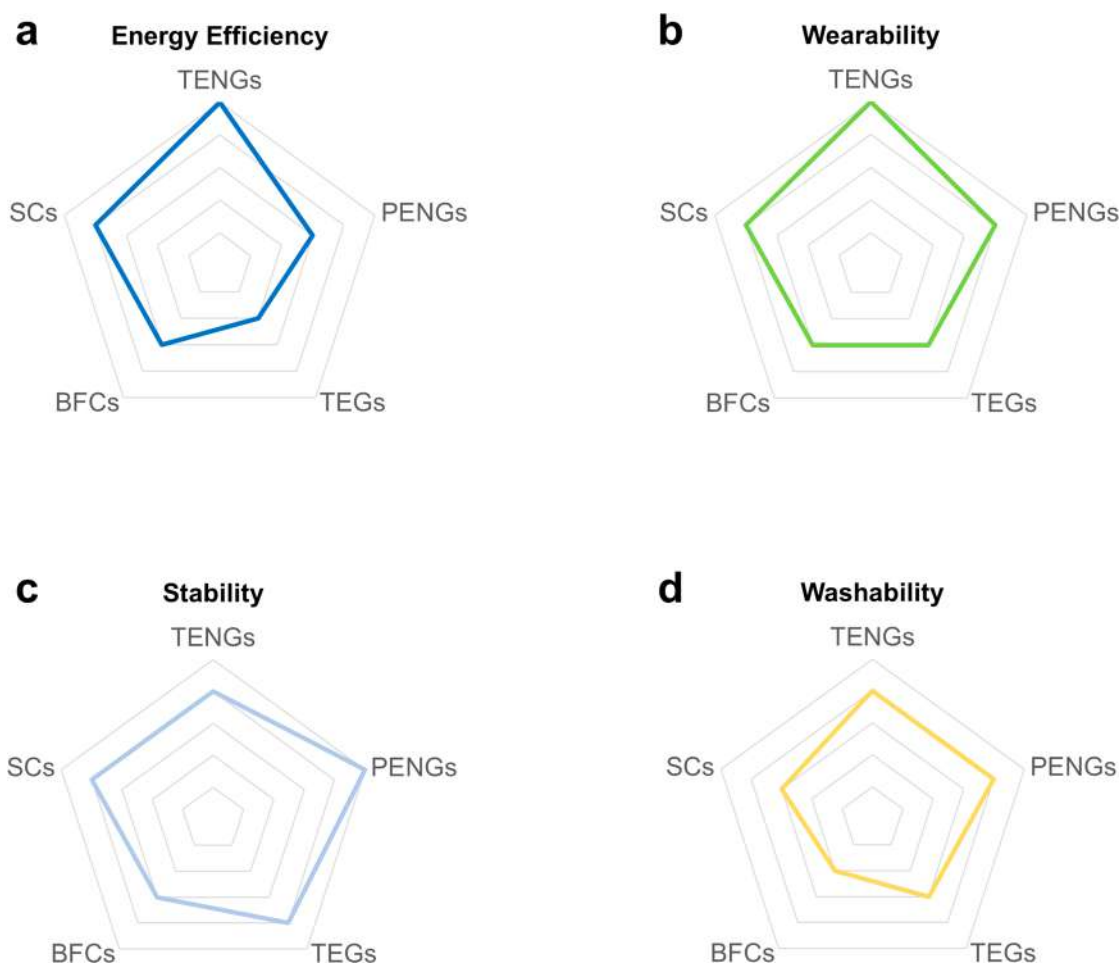 a
Energy Efficiency
TENGs
SCs
PENGs
BFCs
TEGs
b
Wearability
TENGs
SCs
PENGs
BFCs
TEGs
c
Stability
TENGs
SCs
PENGs
BFCs
TEGs
d
Washability
TENGs
SCs
PENGs
BFCs
TEGs